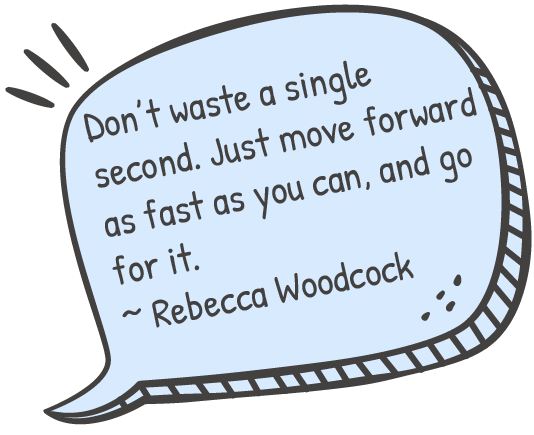 Don't waste a single
second. Just move forward
as fast as you can, and go
for it.
~ Rebecca Woodcock